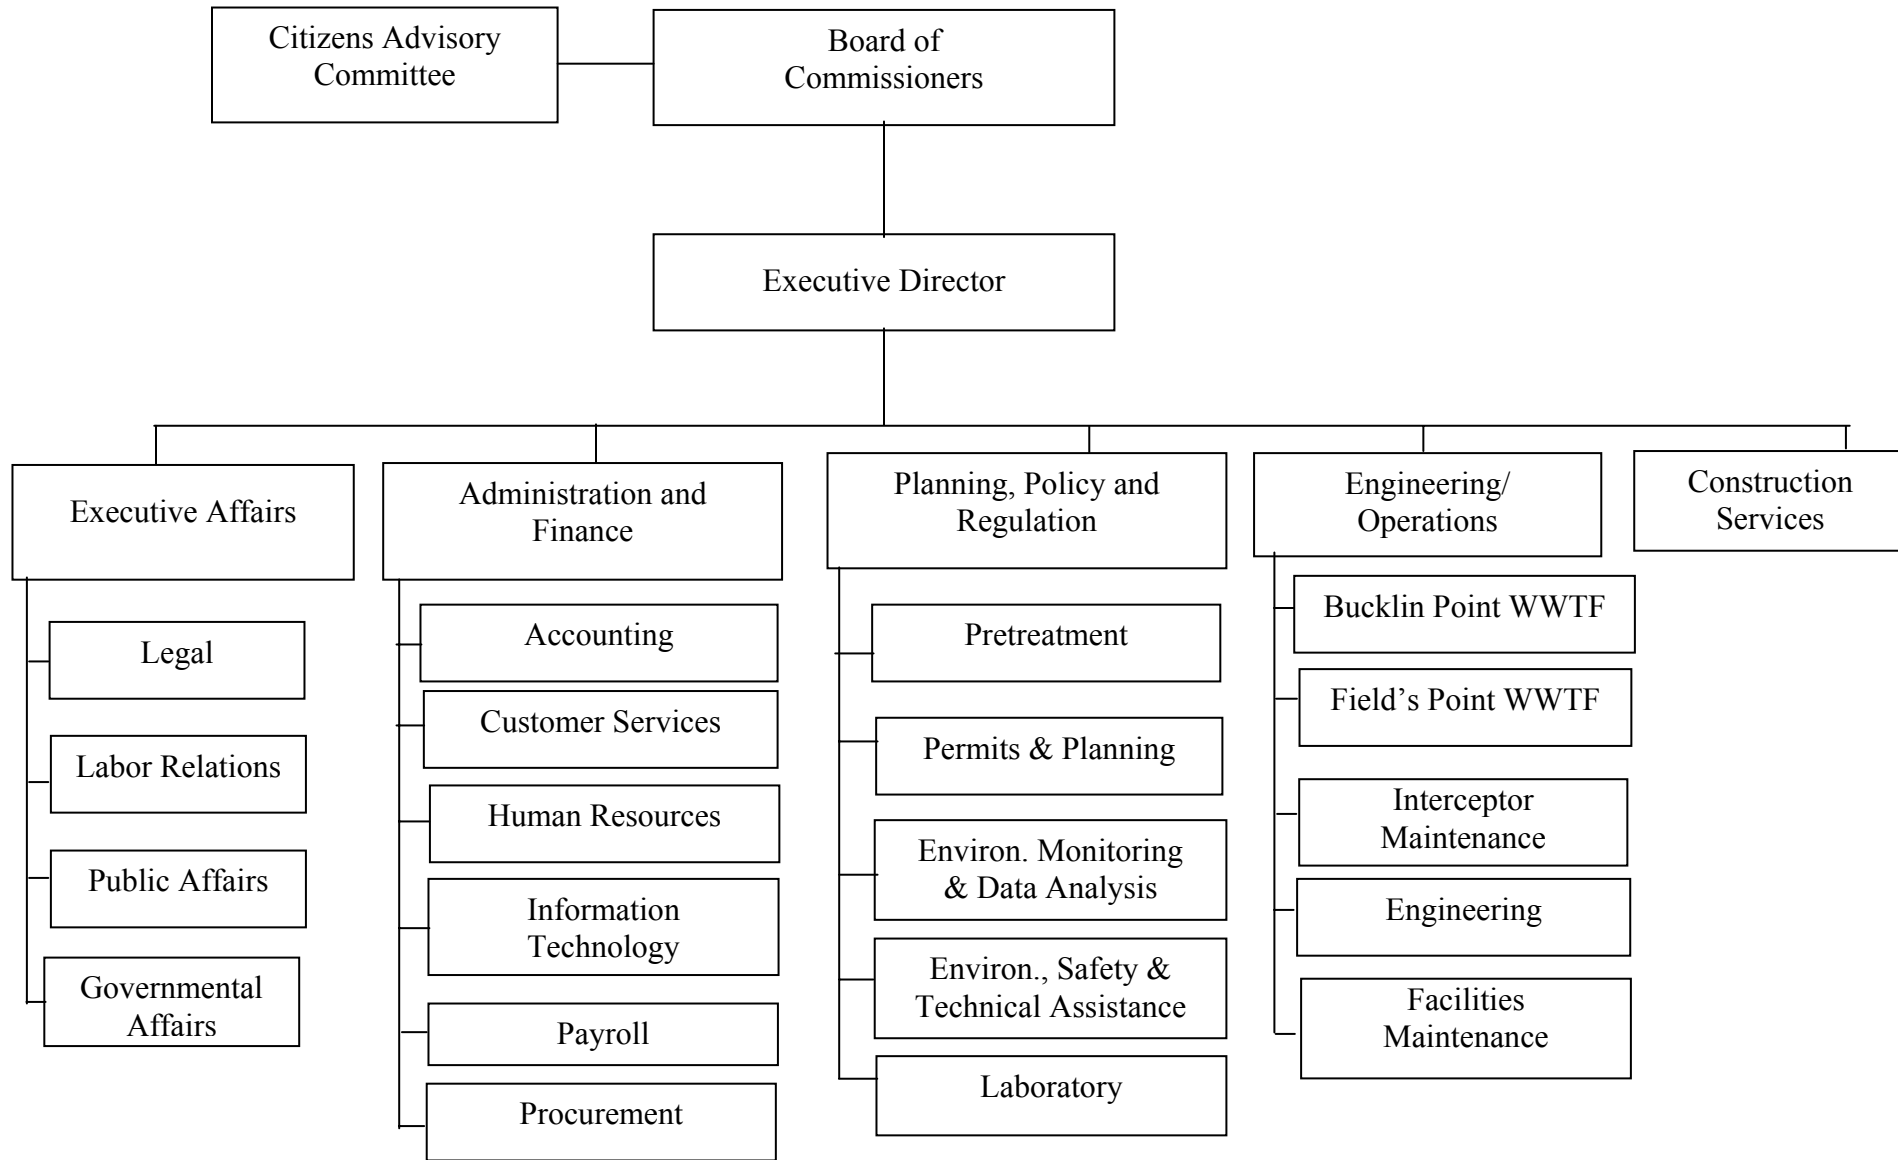 Citizens Advisory
Committee
Board of
Commissioners
Executive Director
Executive Affairs
Administration and
Finance
Planning, Policy and
Regulation
Engineering/
Operations
Construction
Services
Legal
Labor Relations
Public Affairs
Governmental
Affairs
Accounting
Customer Services
Human Resources
Information
Technology
Payroll
Procurement
Pretreatment
Permits & Planning
Environ. Monitoring
& Data Analysis
Environ., Safety &
Technical Assistance
Laboratory
Bucklin Point WWTF
Field’s Point WWTF
Interceptor
Maintenance
Engineering
Facilities
Maintenance